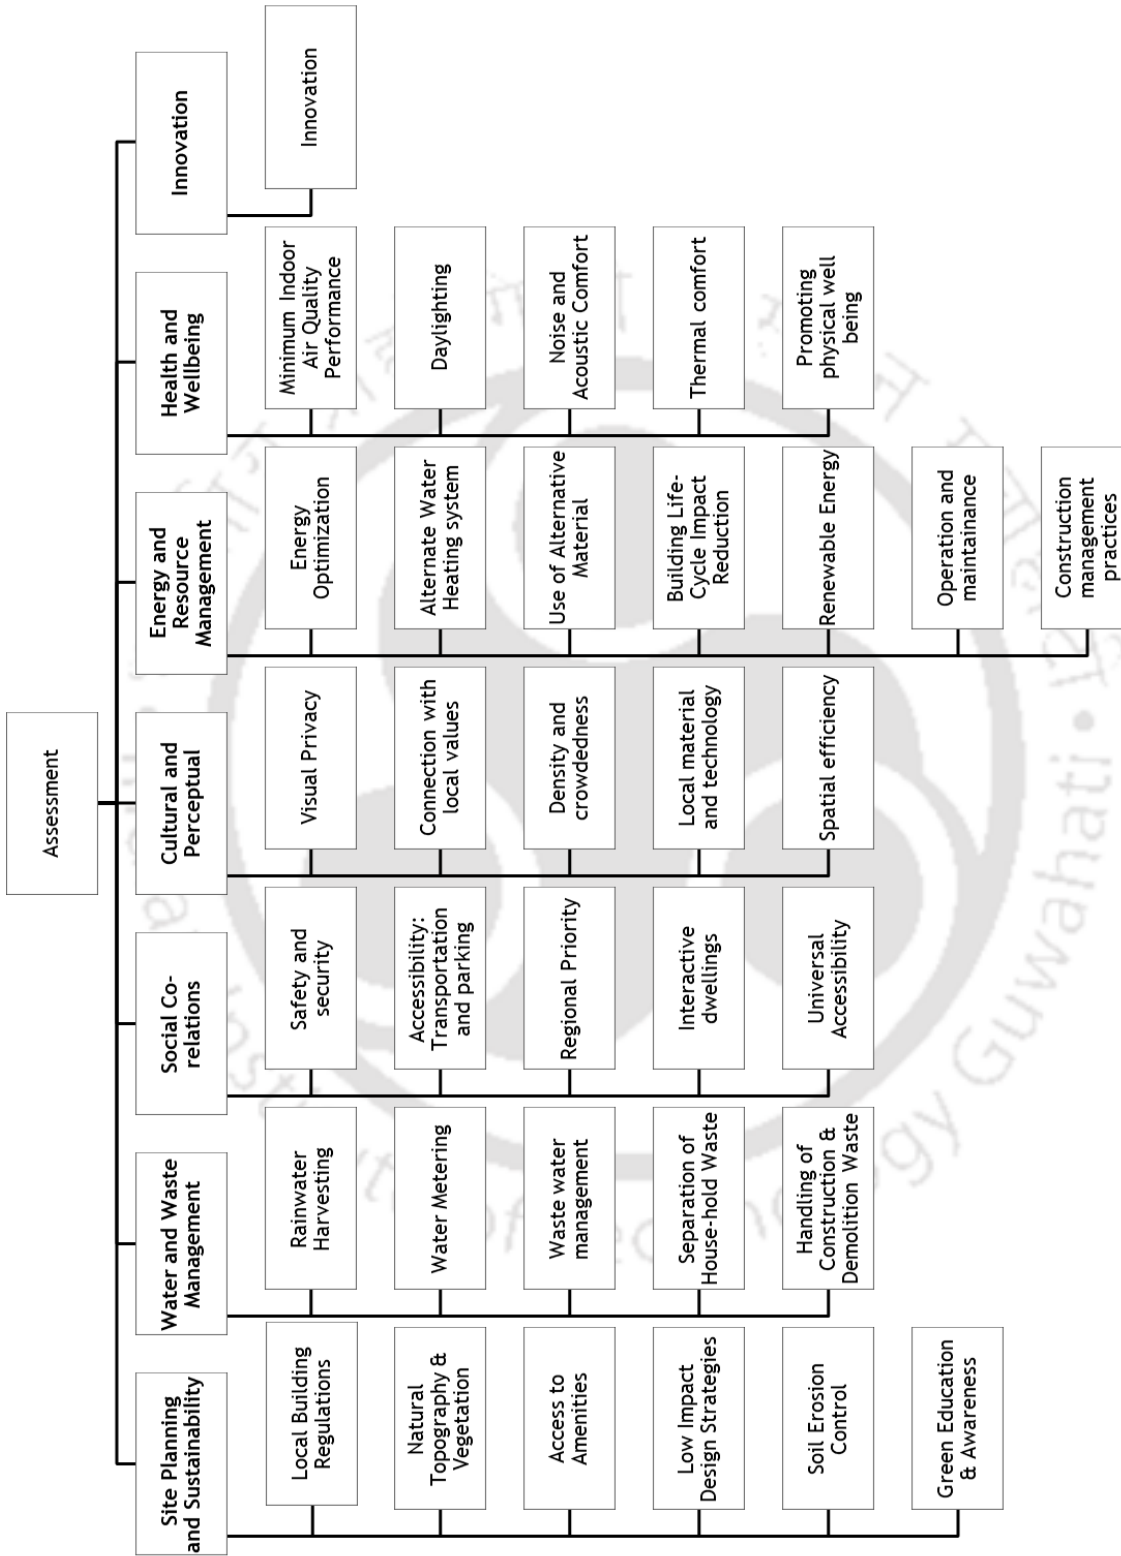 Assessment
Site Planning
and Sustainability
Local Building
Regulations
Natural
Topography &
Vegetation
Access to
Amenities
Low Impact
Design Strategies
Soil Erosion
Control
Green Education
& Awareness
Water and Waste
Management
Rainwater
Harvesting
Water Metering
Waste water
management
Separation of
House-hold Waste
Handling of
Construction &
Demolition Waste
Social Co-
relations
Safety and
security
Accessibility:
Transportation
and parking
Regional Priority
Interactive
dwellings
Universal
Accessibility
Cultural and
Perceptual
Visual Privacy
Connection with
local values
Density and
crowdedness
Local material
and technology
Spatial efficiency
Energy and
Resource
Management
Energy
Optimization
Alternate Water
Heating system
Use of Alternative
Material
Building Life-
Cycle Impact
Reduction
Renewable Energy
Operation and
maintainance
Construction
management
practices
Health and
Wellbeing
Minimum Indoor
Air Quality
Performance
Daylighting
Noise and
Acoustic Comfort
Thermal comfort
Promoting
physical well
being
Innovation
Innovation
Guwahati